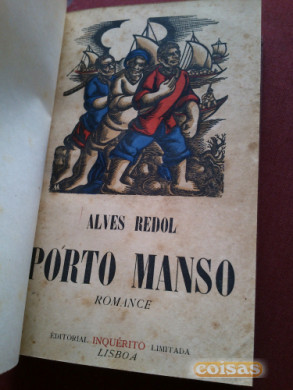 ALVES REDOL
PÔRTO MANSO
ROMANCE
EDITORIAL INQUÉRITO LIMITADA
LISBOA
coisas